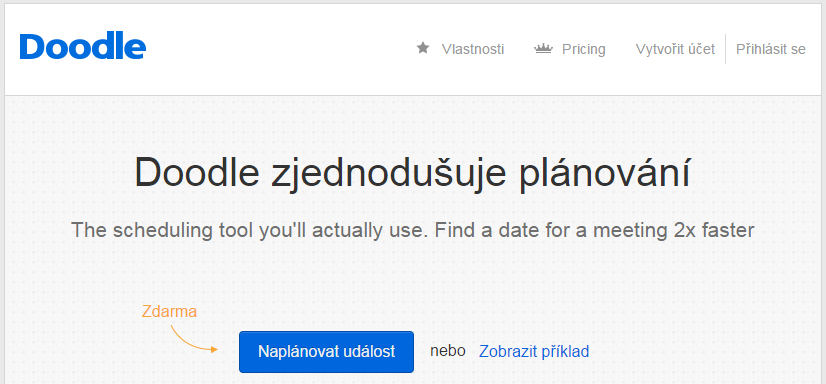 Doodle
Vlastnosti
Pricing
Vytvořit účet
Přihlásit se
Doodle zjednodušuje plánování
The scheduling tool you'll actually use. Find a date for a meeting 2x faster
Zdarma
Naplánovat událost nebo Zobrazit příklad